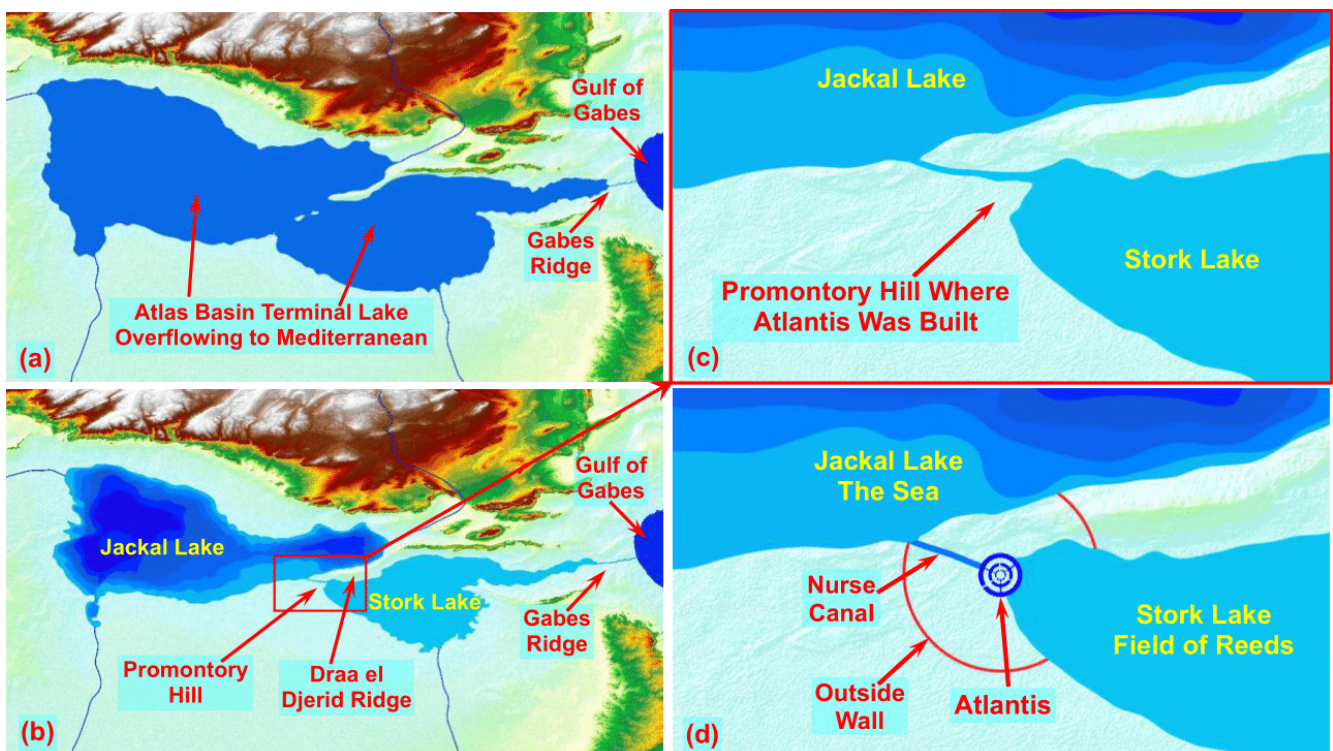 Gulf of
Gabes
Gabes
Ridge
Atlas Basin Terminal Lake
Overflowing to Mediterranean
(a)
Jackal Lake
Stork Lake
Promontory Hill Where
Atlantis Was Built
(c)
Gulf of
Gabes
Jackal Lake
Stork Lake
Gabes
Ridge
Promontory
Hill
Draa el
Djerid Ridge
(b)
Jackal Lake
The Sea
Nurse
Canal
Stork Lake
Field of Reeds
Outside
Wall
Atlantis
(d)